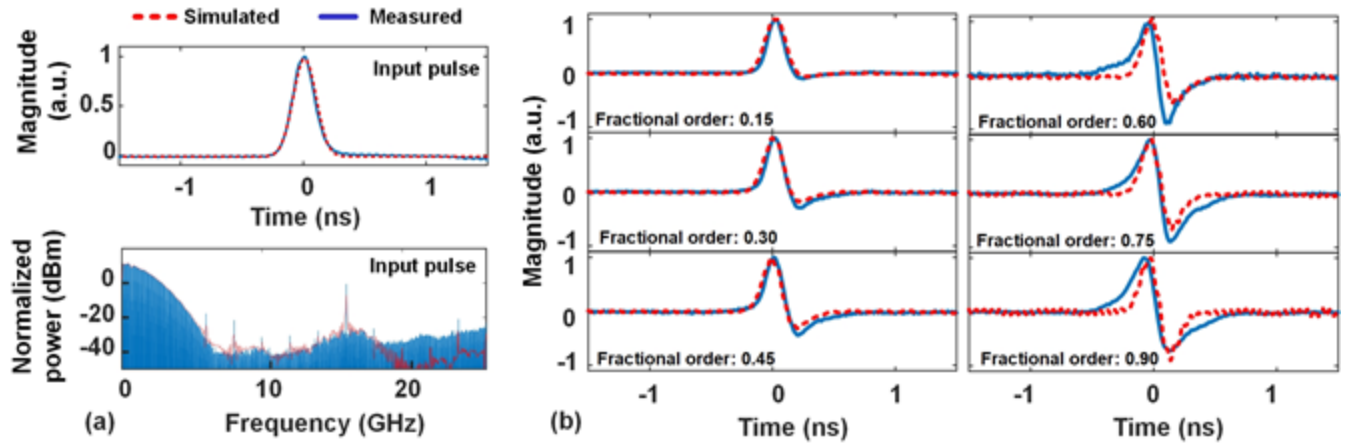 Simulated
Measured
Magnitude
(a.u.)
1
0.5
0
Input pulse
-1 0 1
Time (ns)
Normalized
power (dBm)
0
-20
-40
Input pulse
0 10 20
(a) Frequency (GHz)
Magnitude (a.u.)
1
0
-1
Fractional order: 0.15
1
0
-1
Fractional order: 0.30
1
0
-1
Fractional order: 0.45
-1 0 1
Time (ns)
1
0
-1
Fractional order: 0.60
1
0
-1
Fractional order: 0.75
1
0
-1
Fractional order: 0.90
-1 0 1
Time (ns)
(b)